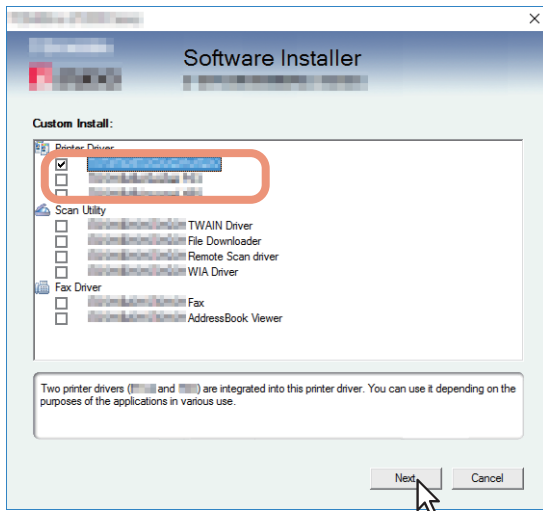 Software Installer
Custom Install:
Printer Driver
Scan Utility
TWAIN Driver
File Downloader
Remote Scan driver
WIA Driver
Fax Driver
Fax
AddressBook Viewer
Two printer drivers ( and ) are integrated into this printer driver. You can use it depending on the
purposes of the applications in various use.
Next
Cancel